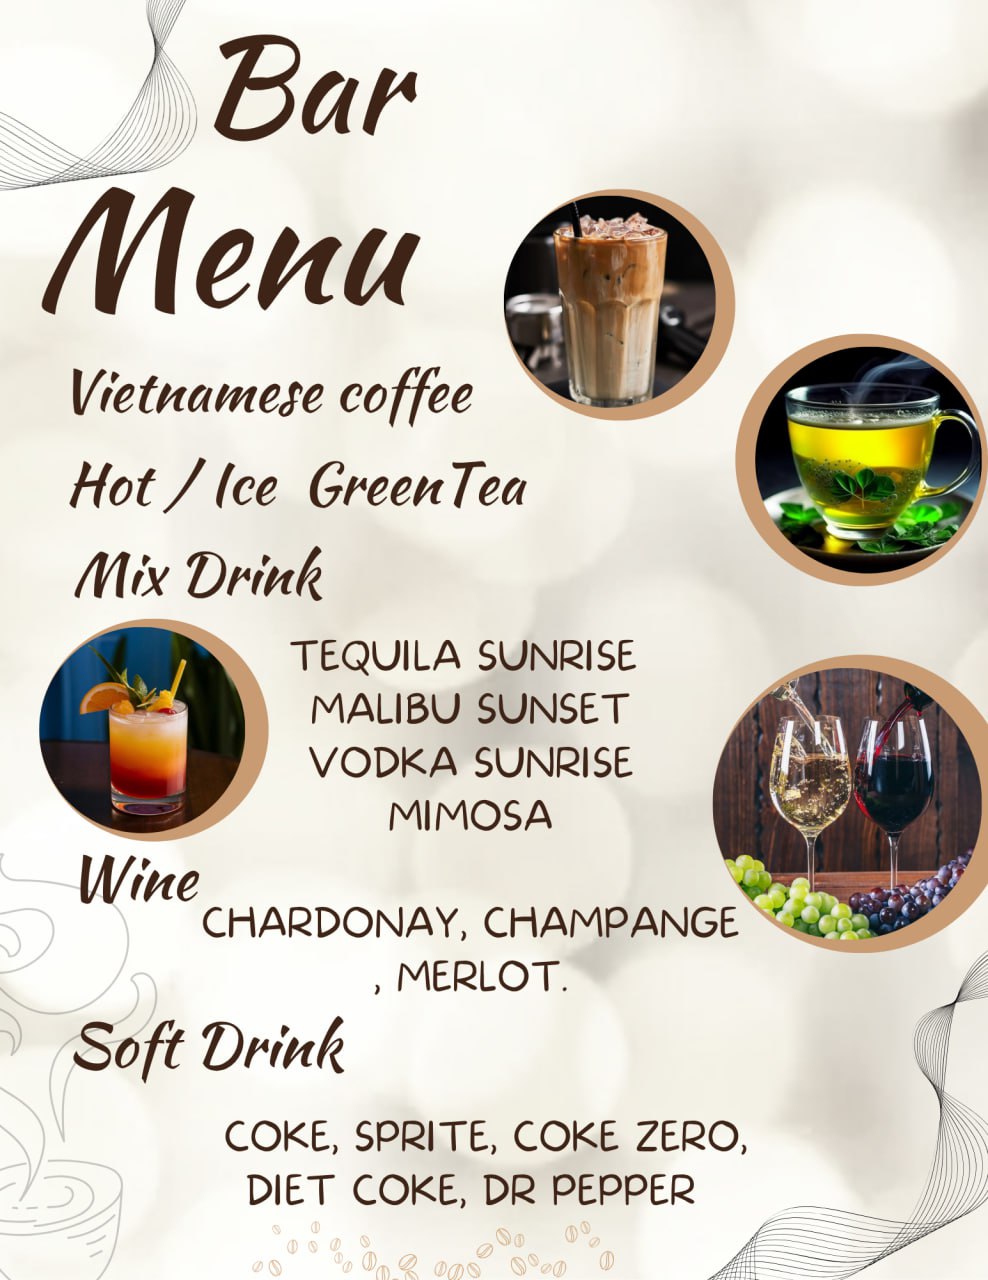 Bar
Menu
Vietnamese coffee
Hot / Ice GreenTea
Mix Drink
TEQUILA SUNRISE
MALIBU SUNSET
VODKA SUNRISE
MIMOSA
Wine
CHARDONAY, CHAMPANGE
, MERLOT.
Soft Drink
COKE, SPRITE, COKE ZERO,
DIET COKE, DR PEPPER